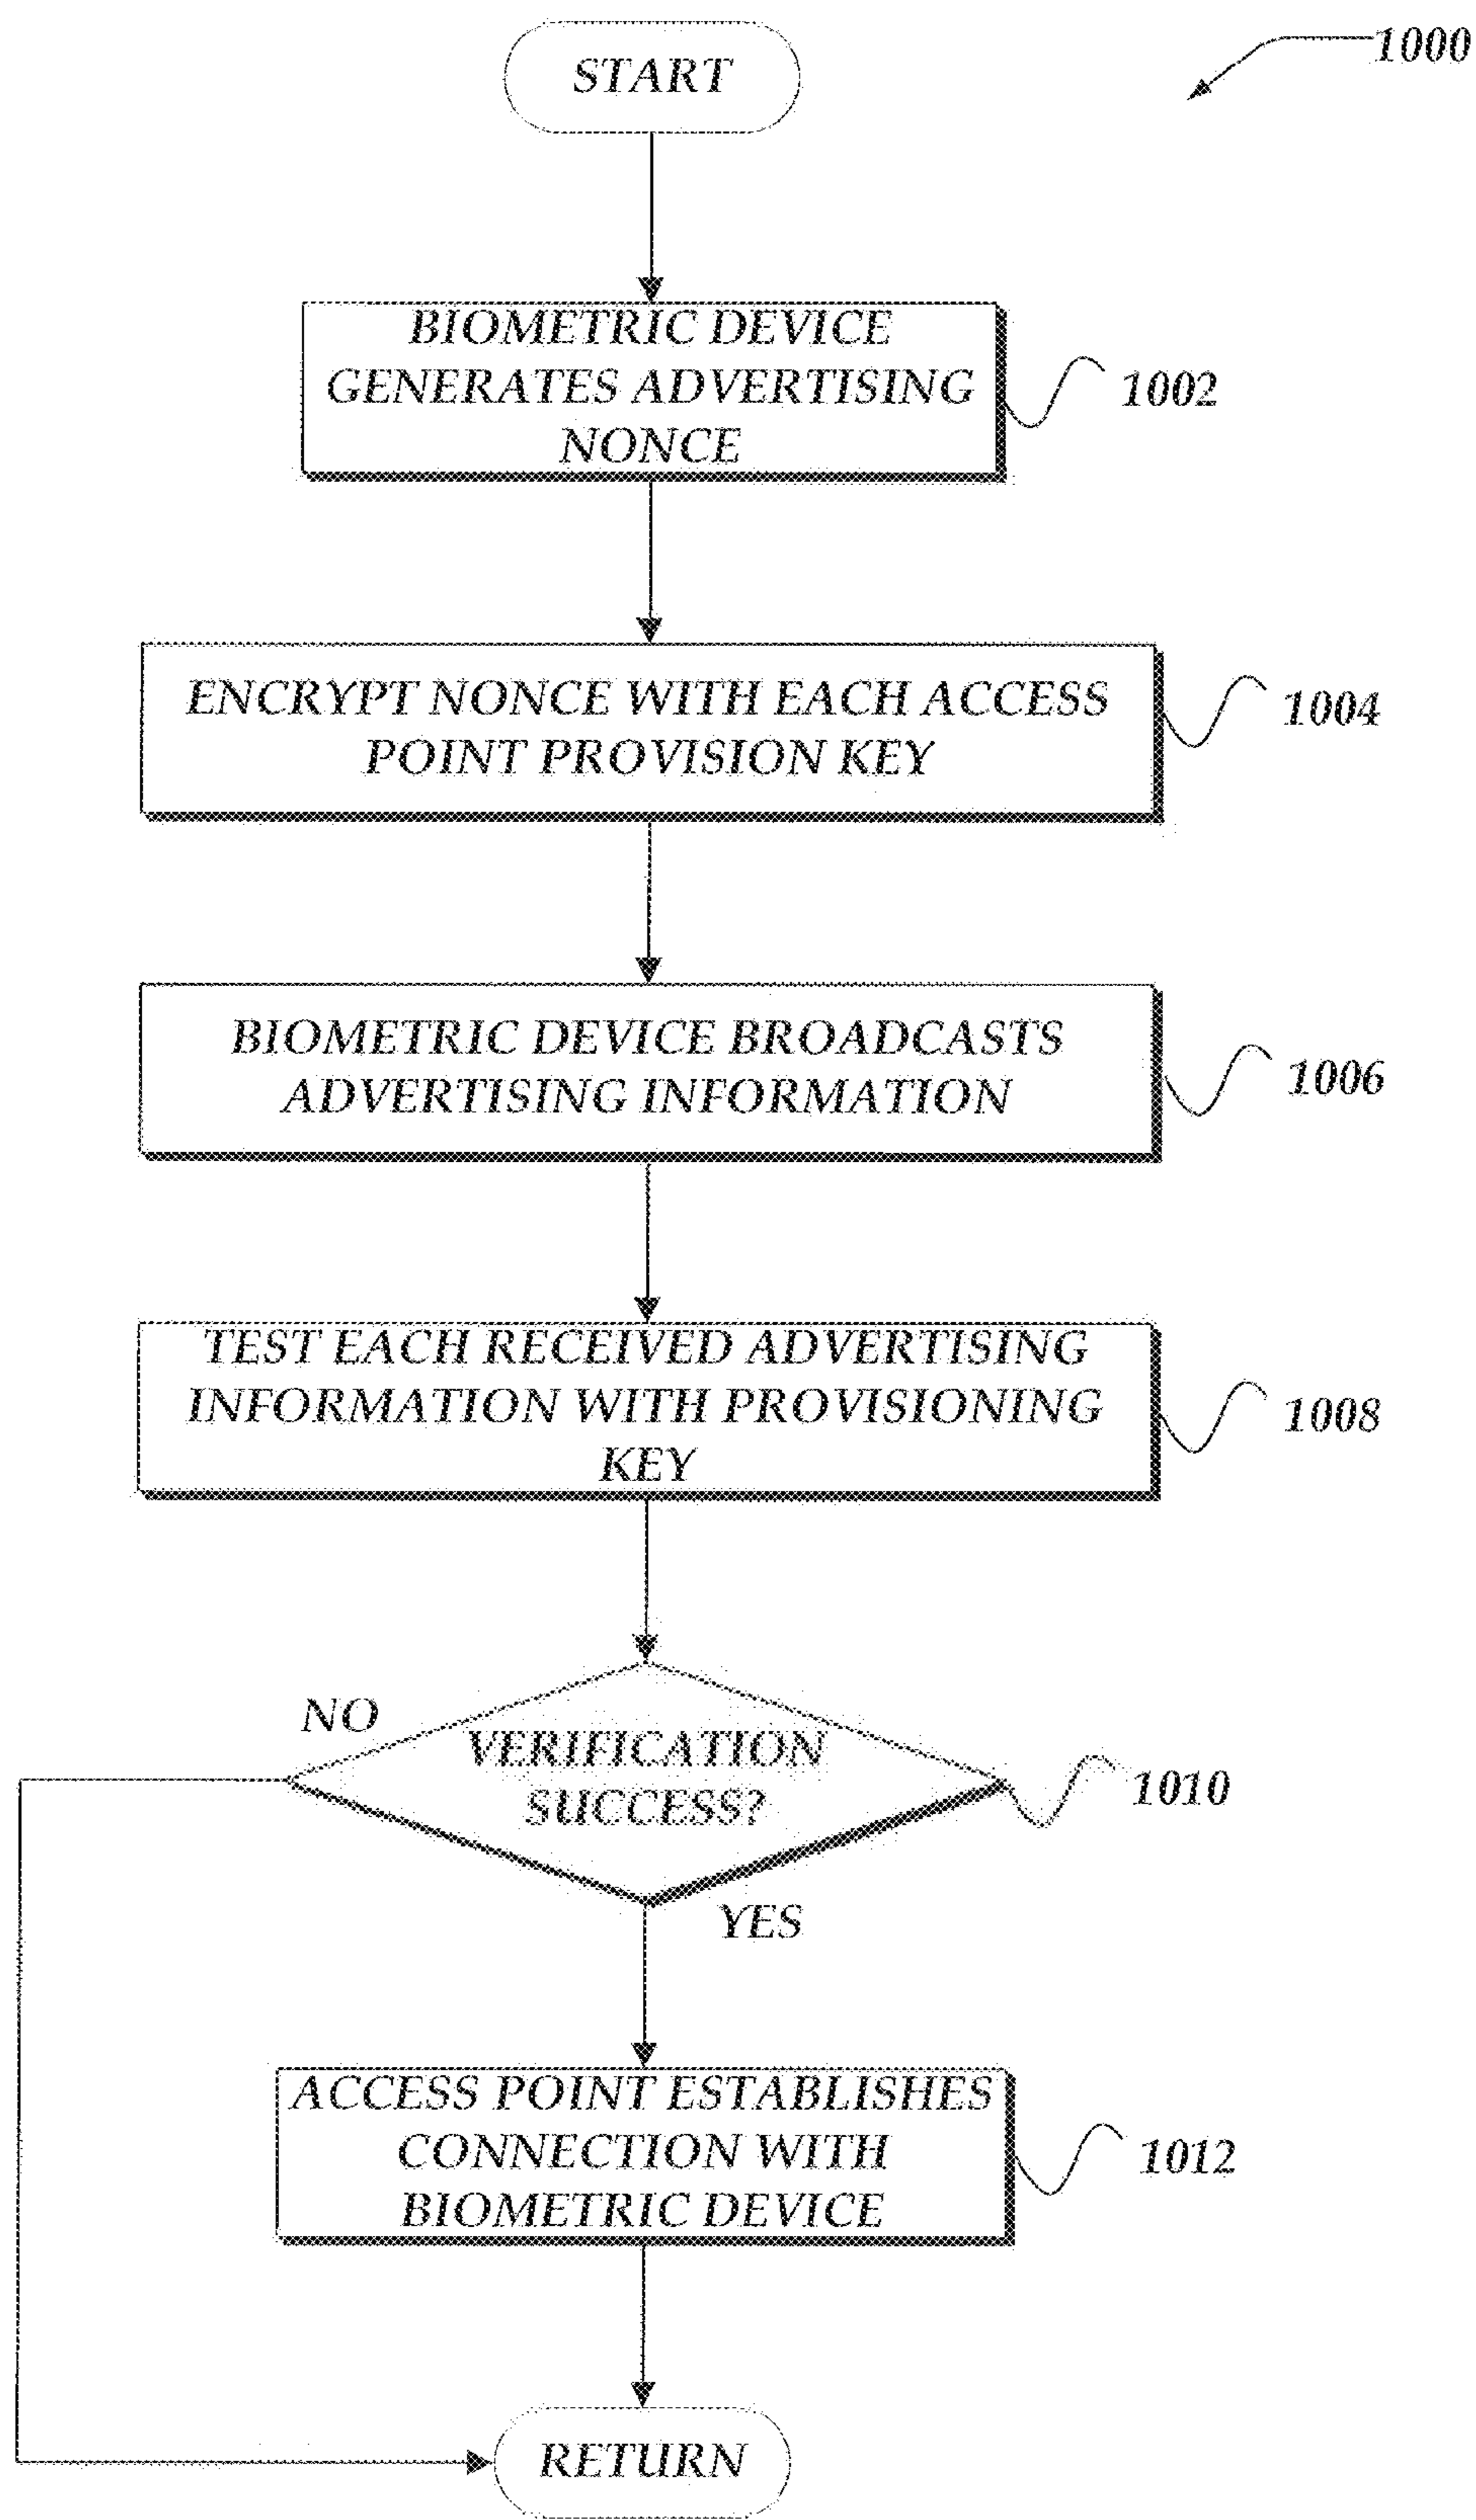 1000
START
BIOMETRIC DEVICE
GENERATES ADVERTISING
NONCE
1002
ENCRYPT NONCE WITH EACH ACCESS
POINT PROVISION KEY
1004
BIOMETRIC DEVICE BROADCASTS
ADVERTISING INFORMATION
1006
TEST EACH RECEIVED ADVERTISING
INFORMATION WITH PROVISIONING
KEY
1008
NO
VERIFICATION
SUCCESS?
1010
YES
ACCESS POINT ESTABLISHES
CONNECTION WITH
BIOMETRIC DEVICE
1012
RETURN